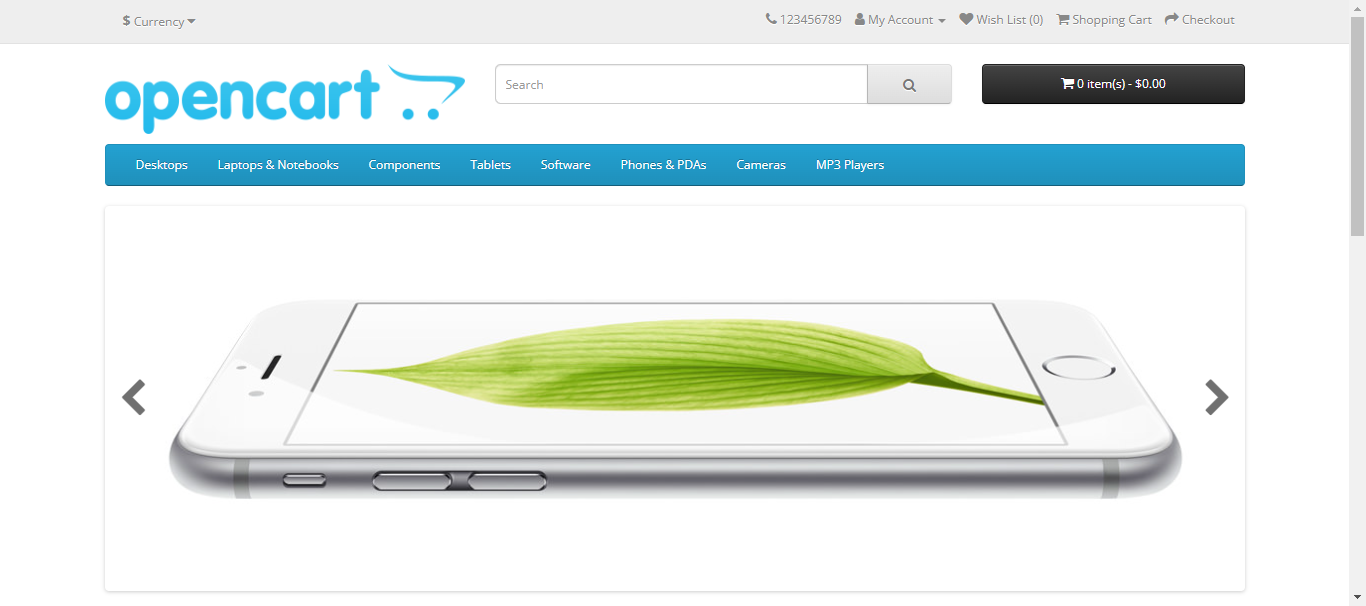 $ Currency
123456789 My Account Wish List (0) Shopping Cart Checkout
opencart
Search
0 item(s) - $0.00
Desktops Laptops & Notebooks Components Tablets Software Phones & PDAs Cameras MP3 Players